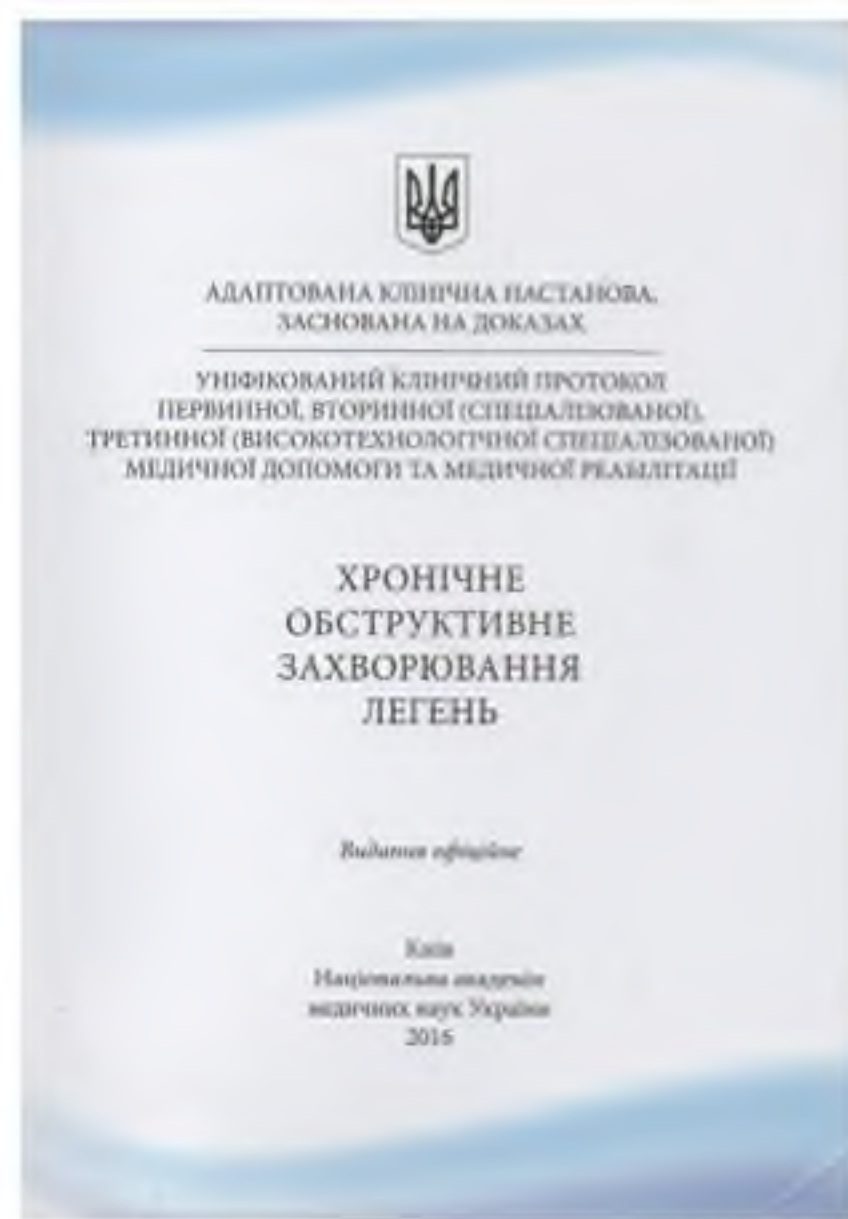 АДАПТОВАНА КЛІНІЧНА НАСТАНОВА,
ЗАСНОВАНА НА ДОКАЗАХ
УНІФІКОВАНИЙ КЛІНІЧНИЙ ПРОТОКОЛ
ПЕРВИННОЇ, ВТОРИННОЇ (СПЕЦІАЛІЗОВАНОЇ),
ТРЕТИННОЇ (ВИСОКОТЕХНОЛОГІЧНОЇ СПЕЦІАЛІЗОВАНОЇ)
МЕДИЧНОЇ ДОПОМОГИ ТА МЕДИЧНОЇ РЕАБІЛІТАЦІЇ
ХРОНІЧНЕ
ОБСТРУКТИВНЕ
ЗАХВОРЮВАННЯ
ЛЕГЕНЬ
Видання офіційне
Київ
Національна академія
медичних наук України
2016